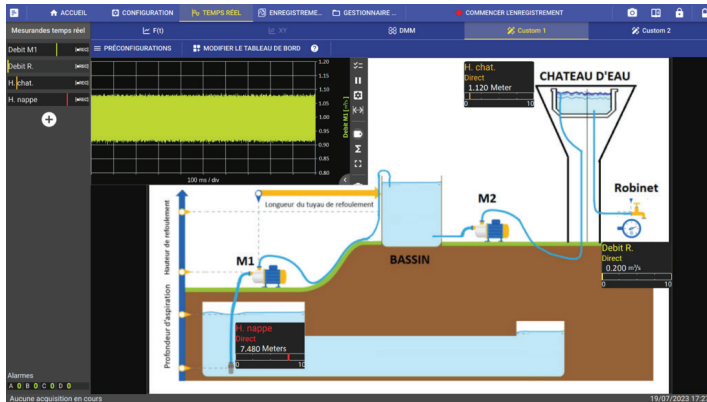 ACCUEIL
CONFIGURATION
TEMPS RÉEL
ENREGISTREME...
GESTIONNAIRE ...
COMMENCER L'ENREGISTREMENT
Mesurandes temps réel
F(t)
XY
DMM
Custom 1
Custom 2
PRÉCONFIGURATIONS
MODIFIER LE TABLEAU DE BORD
Debit M1
Debit R.
H. chat.
H. nappe
1.20
1.15
1.10
1.05
1.00
0.95
0.90
0.85
0.80
100 ms / div
H. chat.
Direct
1.120 Meter
0 10
CHATEAU D'EAU
Longueur du tuyau de refoulement
Hauteur de refoulement
Profondeur d'aspiration
M1
M2
BASSIN
Robinet
Debit R.
Direct
0.200 m³/s
0 10
H. nappe
Direct
7.480 Meters
0 10
Alarmes
A 0 B 0 C 0 D 0
Aucune acquisition en cours
19/07/2023 17:27